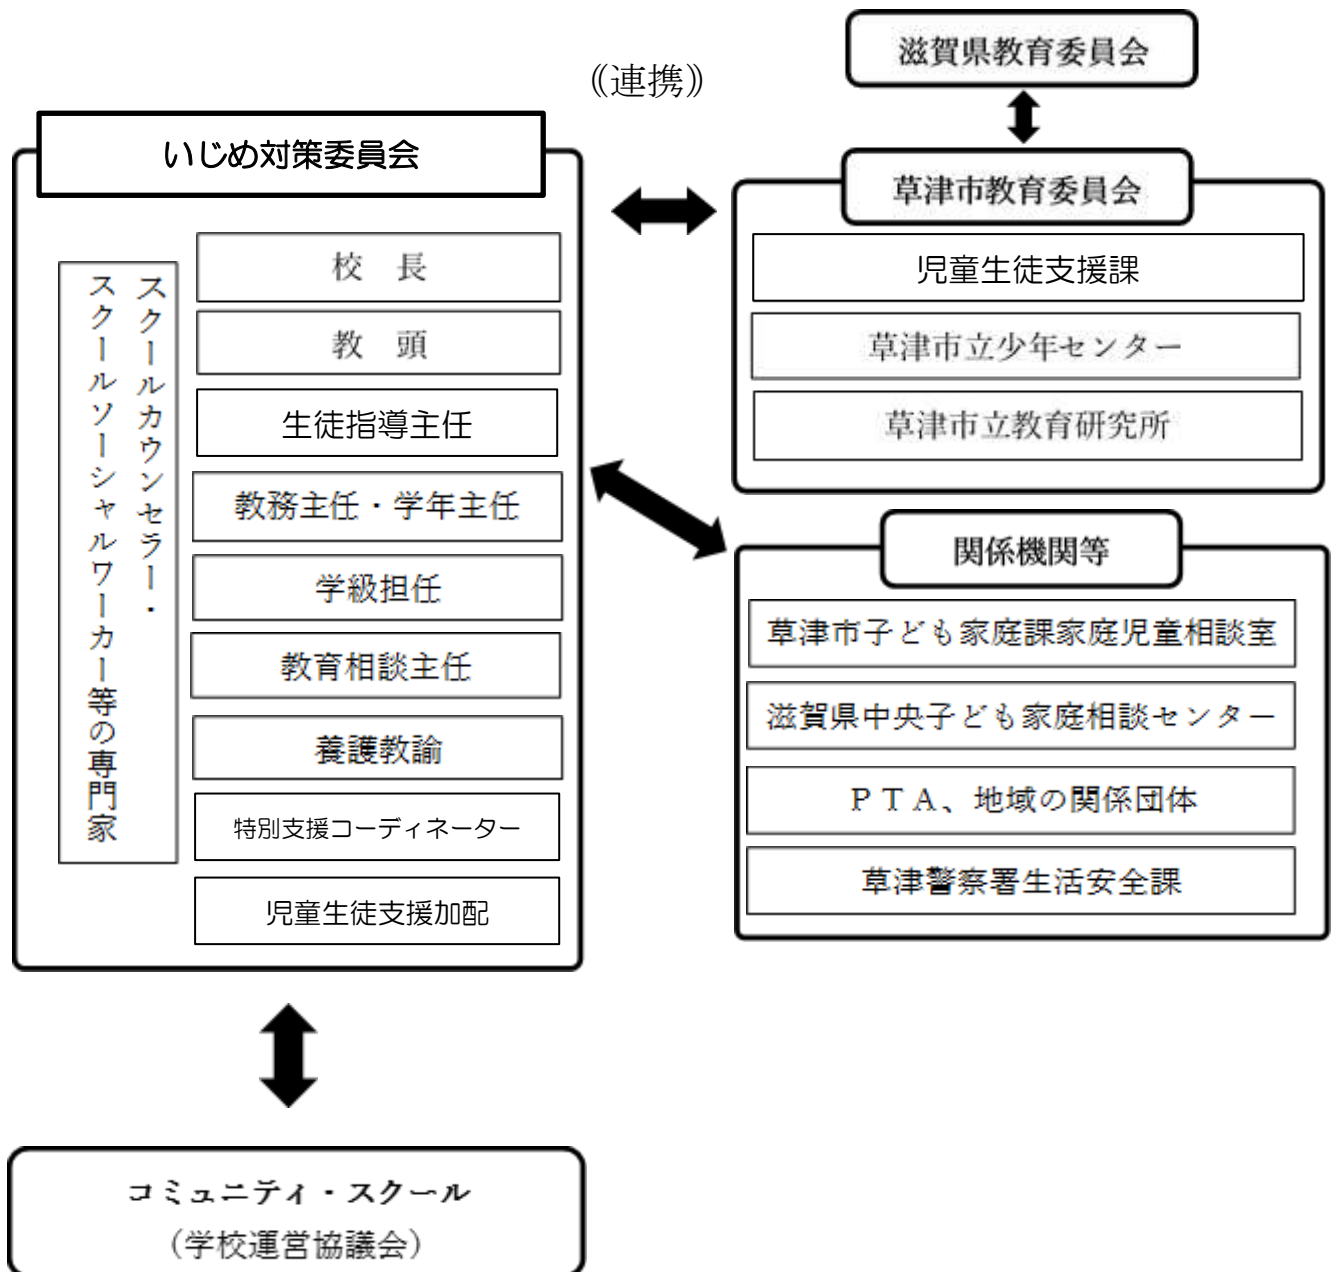 滋賀県教育委員会
《連携》
いじめ対策委員会
スクールカウンセラー・
スクールソーシャルワーカー等の専門家
校　長
教　頭
生徒指導主任
教務主任・学年主任
学級担任
教育相談主任
養護教諭
特別支援コーディネーター
児童生徒支援加配
草津市教育委員会
児童生徒支援課
草津市立少年センター
草津市立教育研究所
関係機関等
草津市子ども家庭課家庭児童相談室
滋賀県中央子ども家庭相談センター
ＰＴＡ、地域の関係団体
草津警察署生活安全課
コミュニティ・スクール
（学校運営協議会）